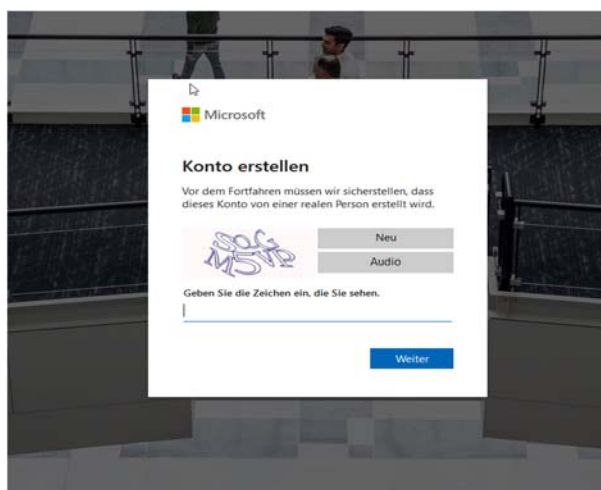 Microsoft
Konto erstellen
Vor dem Fortfahren müssen wir sicherstellen, dass
dieses Konto von einer realen Person erstellt wird.
Neu
Audio
Geben Sie die Zeichen ein, die Sie sehen.
Weiter